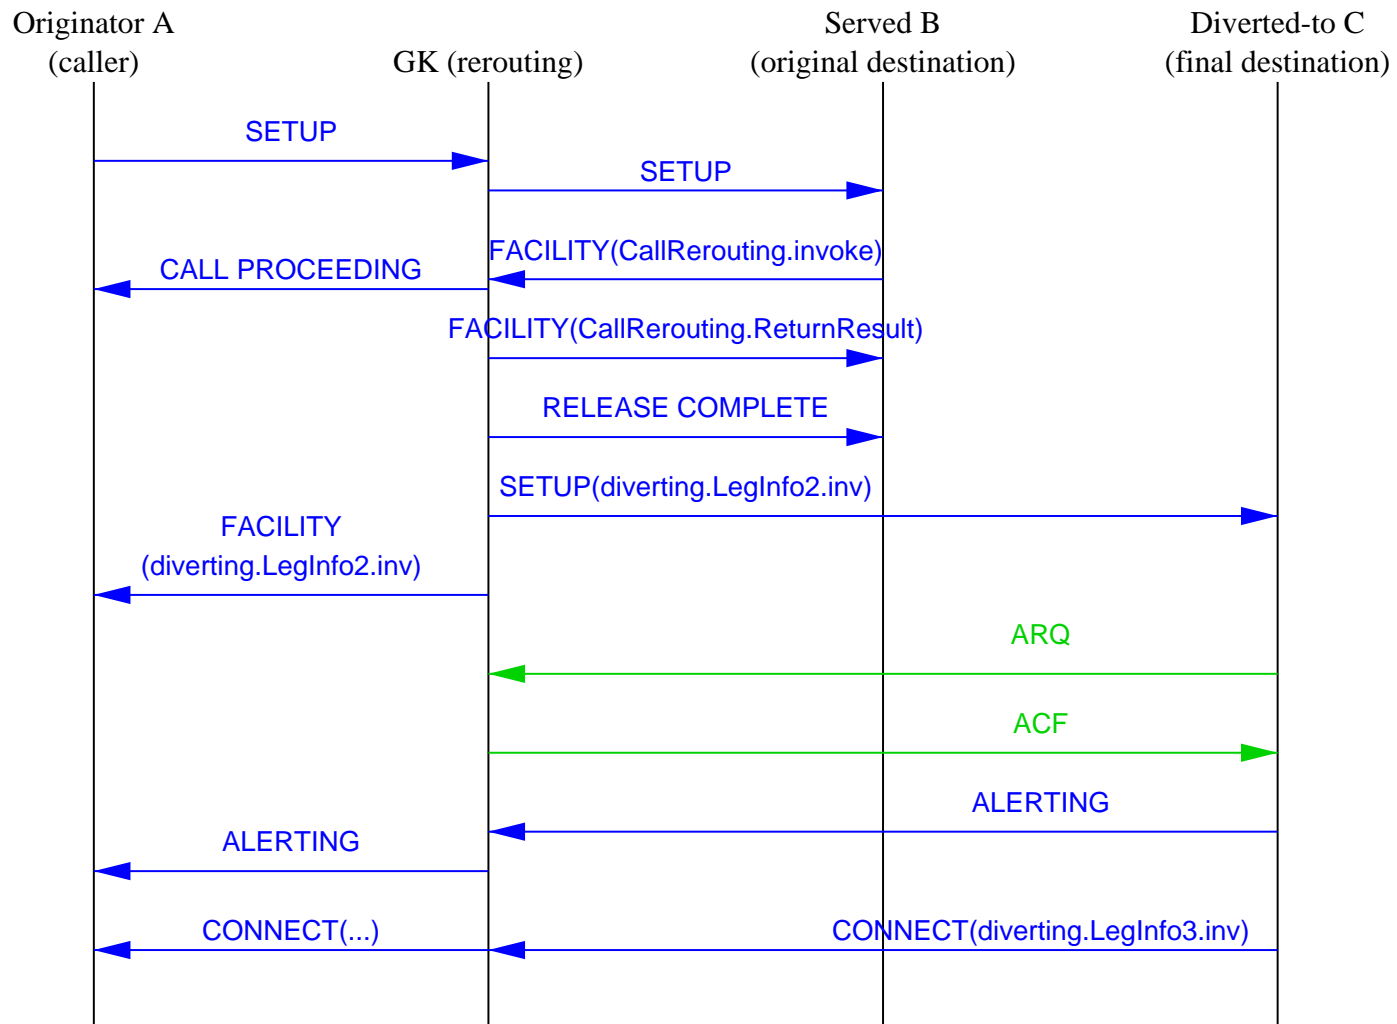 Originator A
(caller)
GK (rerouting)
Served B
(original destination)
Diverted-to C
(final destination)
SETUP
SETUP
FACILITY(CallRerouting.invoke)
CALL PROCEEDING
FACILITY(CallRerouting.ReturnResult)
RELEASE COMPLETE
SETUP(diverting.LegInfo2.inv)
FACILITY
(diverting.LegInfo2.inv)
ARQ
ACF
ALERTING
ALERTING
CONNECT(...)
CONNECT(diverting.LegInfo3.inv)